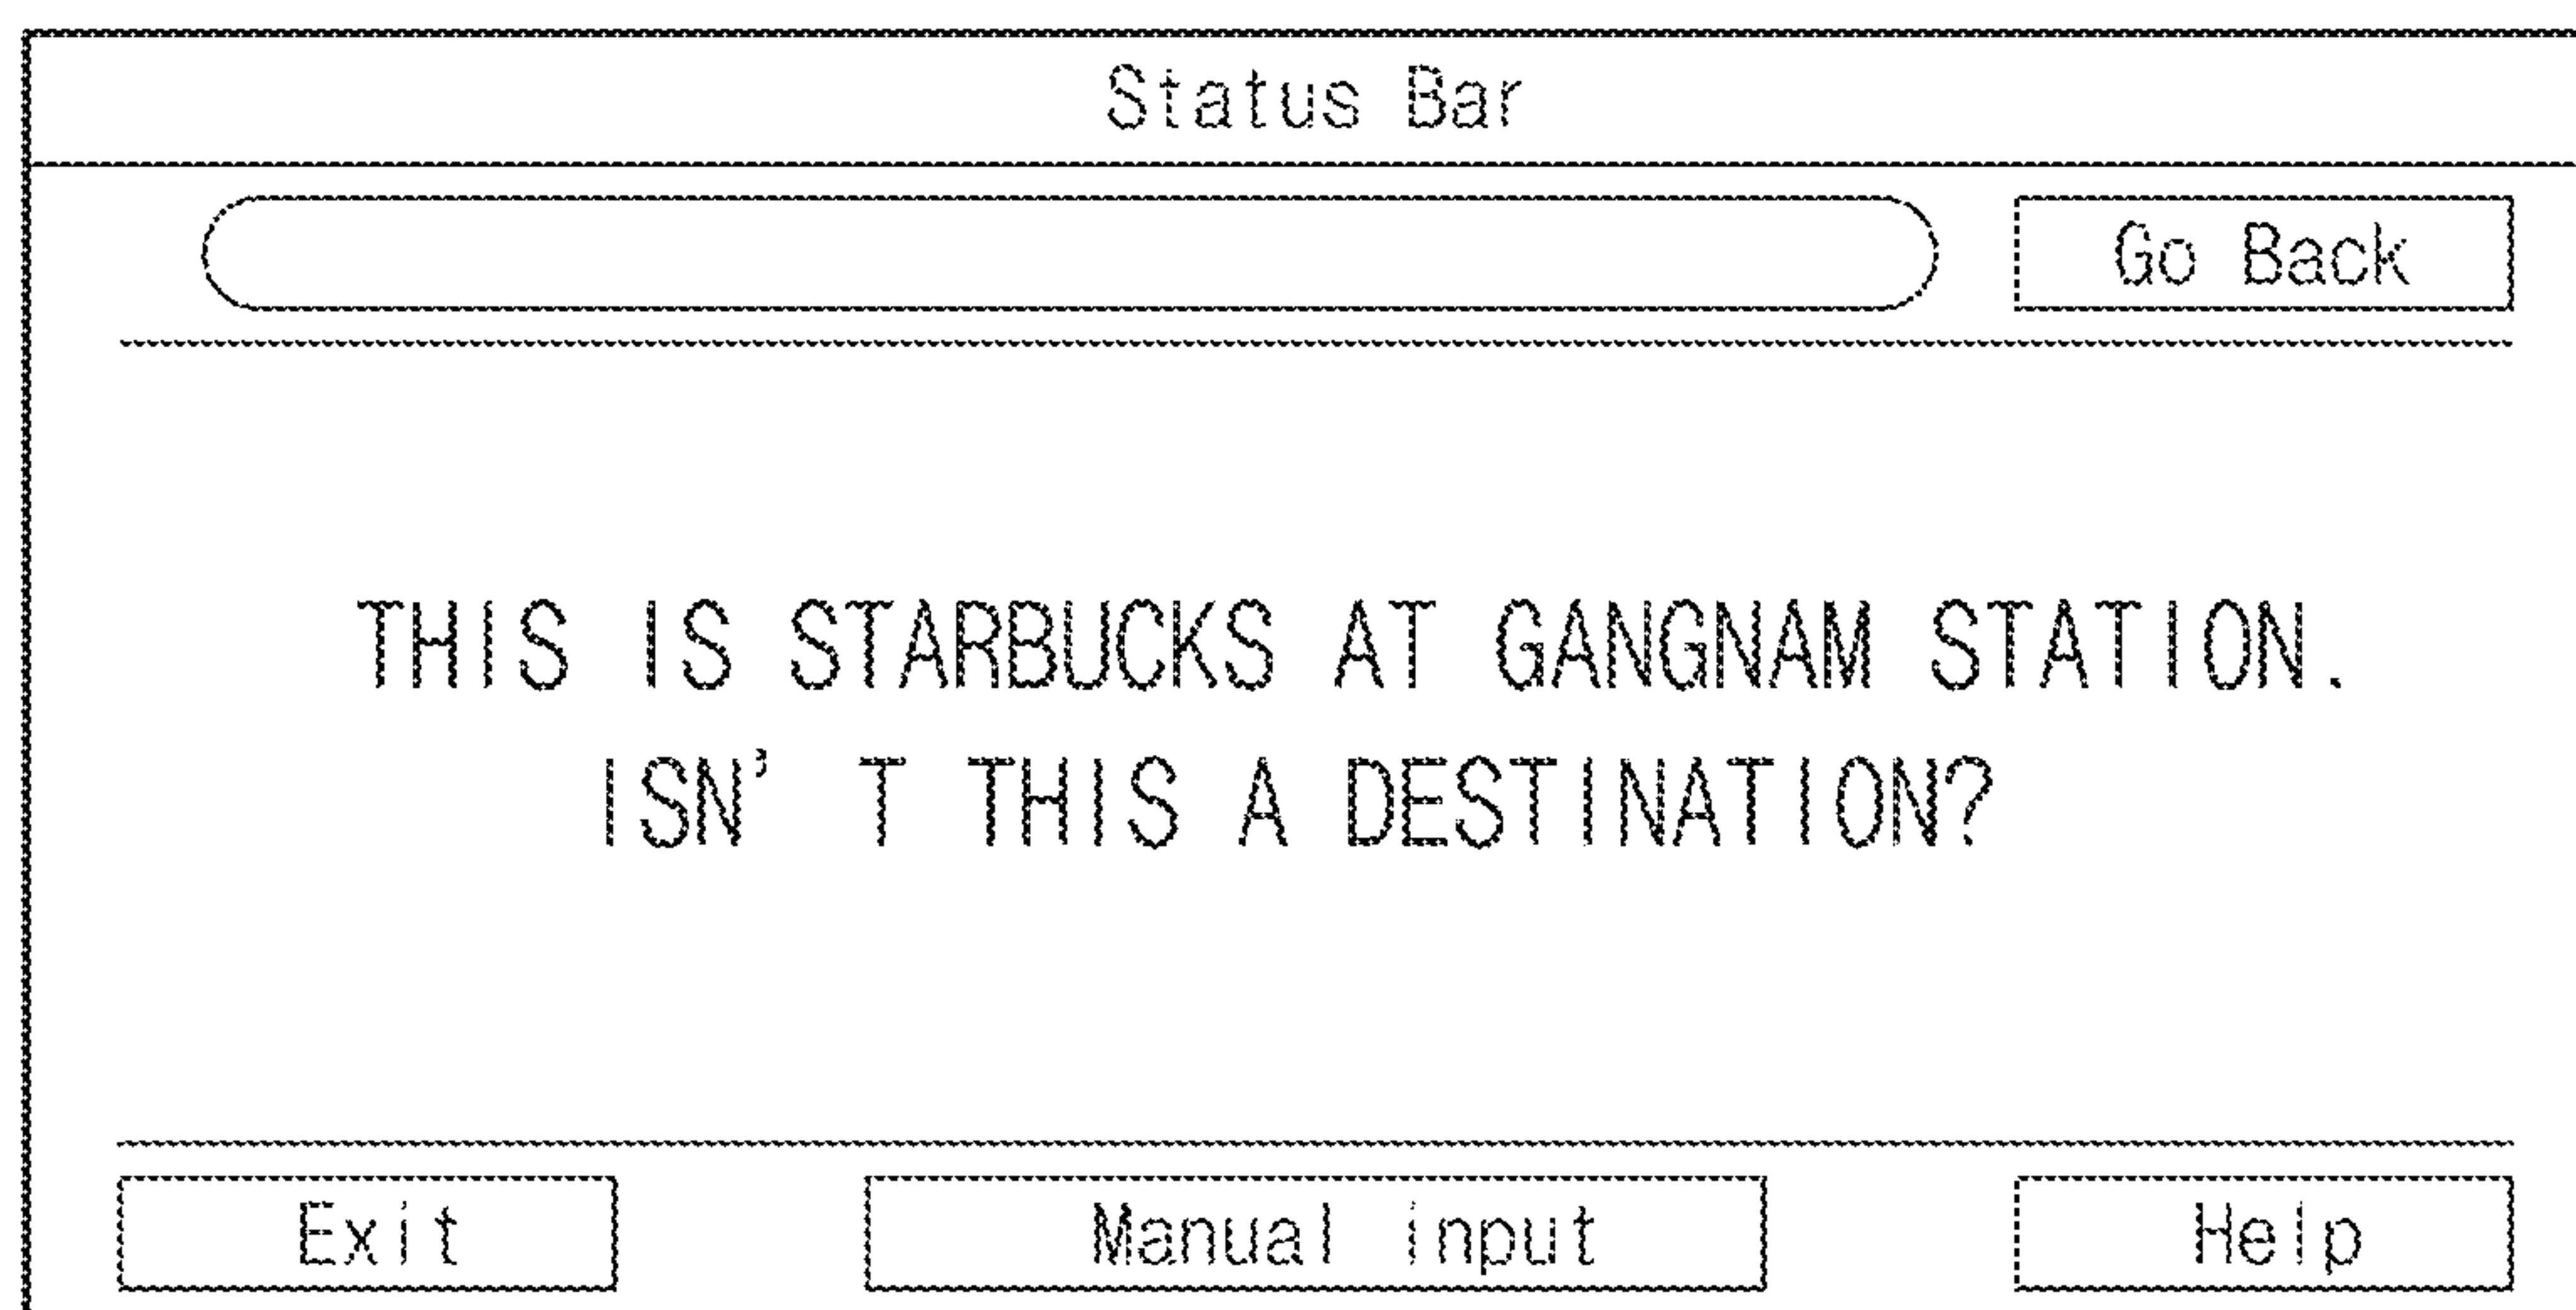 Status Bar
Go Back
THIS IS STARBUCKS AT GANGNAM STATION.
ISN' T THIS A DESTINATION?
Exit Manual input Help